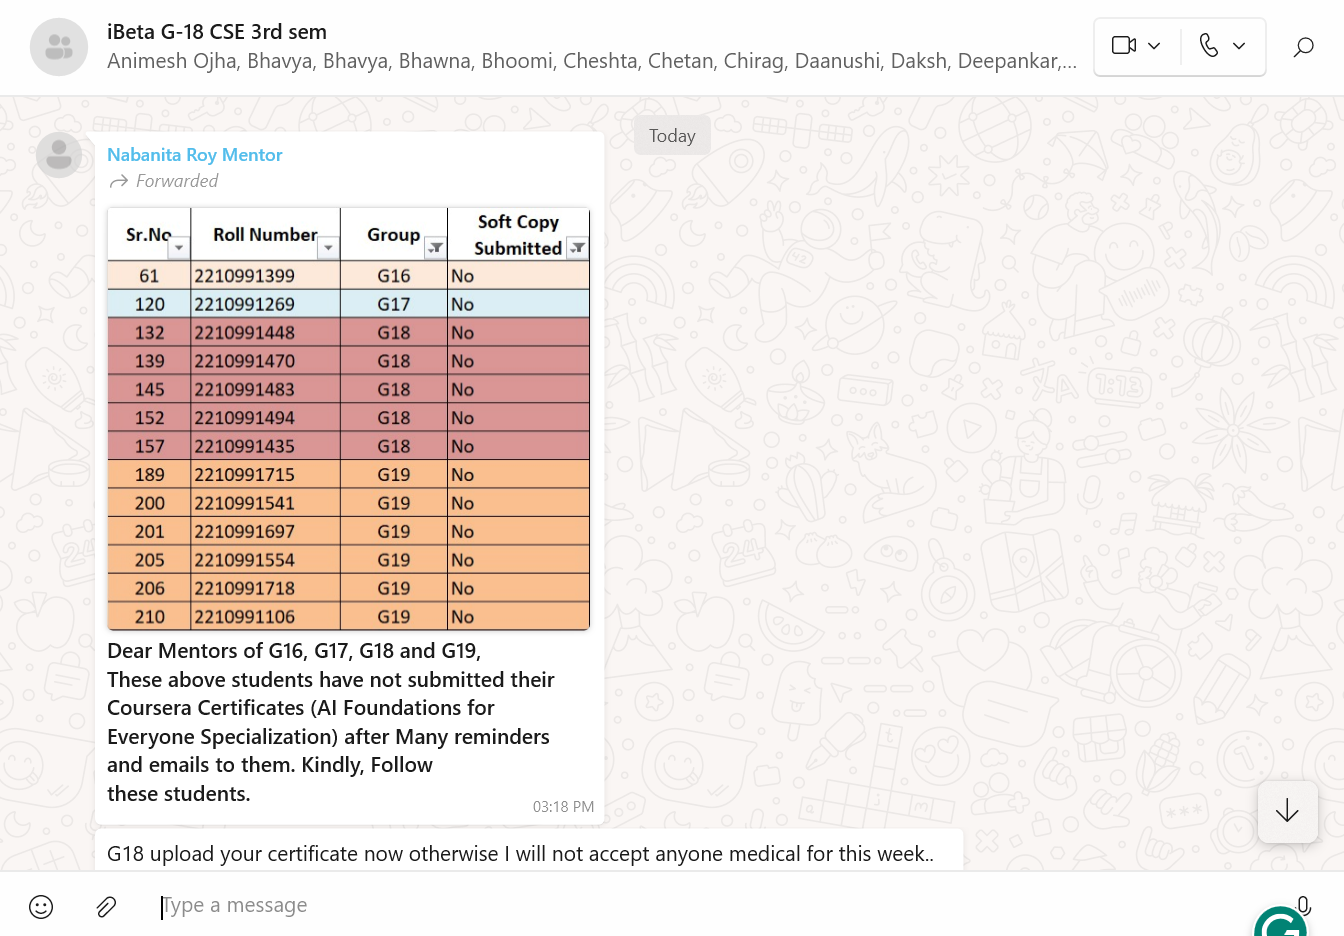 iBeta G-18 CSE 3rd sem
Animesh Ojha, Bhavya, Bhavya, Bhawna, Bhoomi, Cheshta, Chetan, Chirag, Daanushi, Daksh, Deepankar,...
Today
Nabanita Roy Mentor
Forwarded
Sr.No Roll Number Group Soft Copy Submitted
61 2210991399 G16 No
120 2210991269 G17 No
132 2210991448 G18 No
139 2210991470 G18 No
145 2210991483 G18 No
152 2210991494 G18 No
157 2210991435 G18 No
189 2210991715 G19 No
200 2210991541 G19 No
201 2210991697 G19 No
205 2210991554 G19 No
206 2210991718 G19 No
210 2210991106 G19 No
Dear Mentors of G16, G17, G18 and G19,
These above students have not submitted their
Coursera Certificates (AI Foundations for
Everyone Specialization) after Many reminders
and emails to them. Kindly, Follow
these students.
03:18 PM
G18 upload your certificate now otherwise I will not accept anyone medical for this week..
Type a message